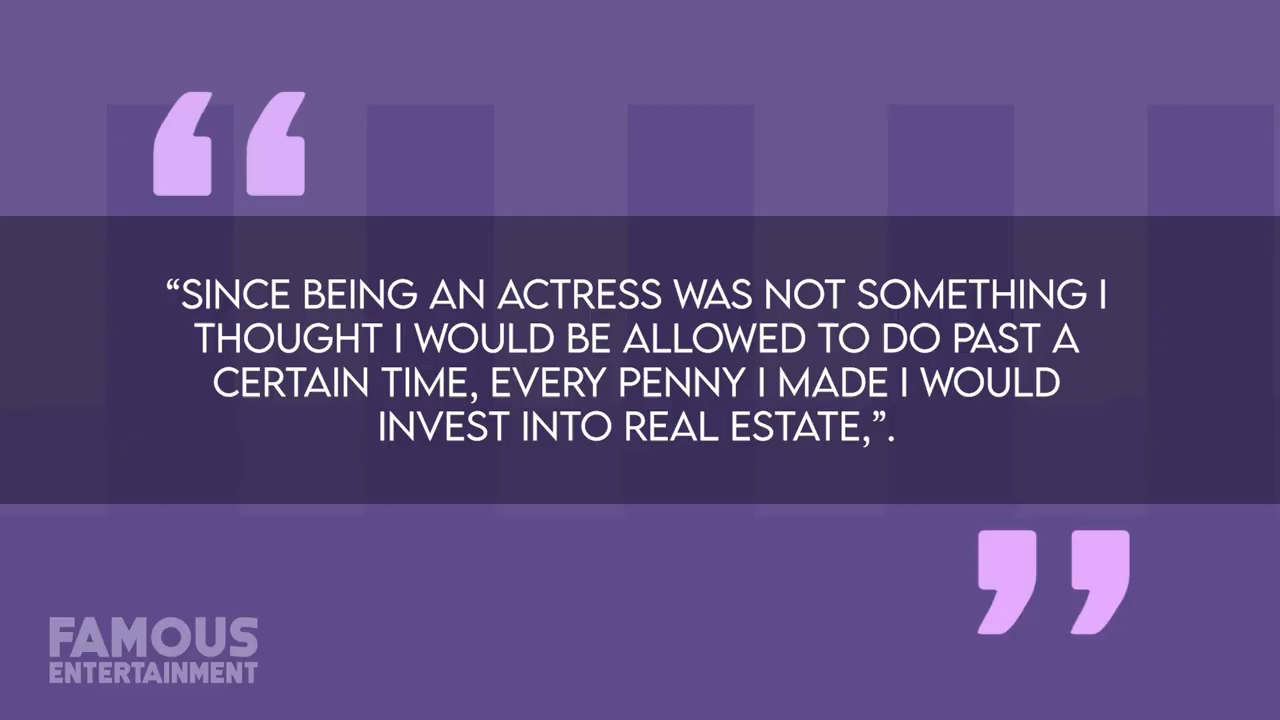 “SINCE BEING AN ACTRESS WAS NOT SOMETHING I
THOUGHT I WOULD BE ALLOWED TO DO PAST A
CERTAIN TIME, EVERY PENNY I MADE I WOULD
INVEST INTO REAL ESTATE,”.
FAMOUS
ENTERTAINMENT